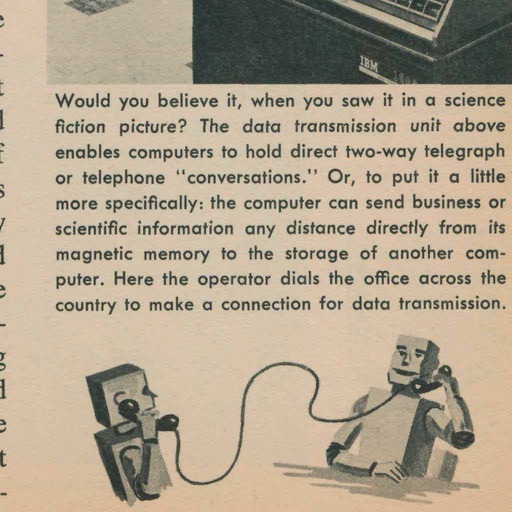 IBM
Would you believe it, when you saw it in a science
fiction picture? The data transmission unit above
enables computers to hold direct two-way telegraph
or telephone "conversations." Or, to put it a little
more specifically: the computer can send business or
scientific information any distance directly from its
magnetic memory to the storage of another com-
puter. Here the operator dials the office across the
country to make a connection for data transmission.